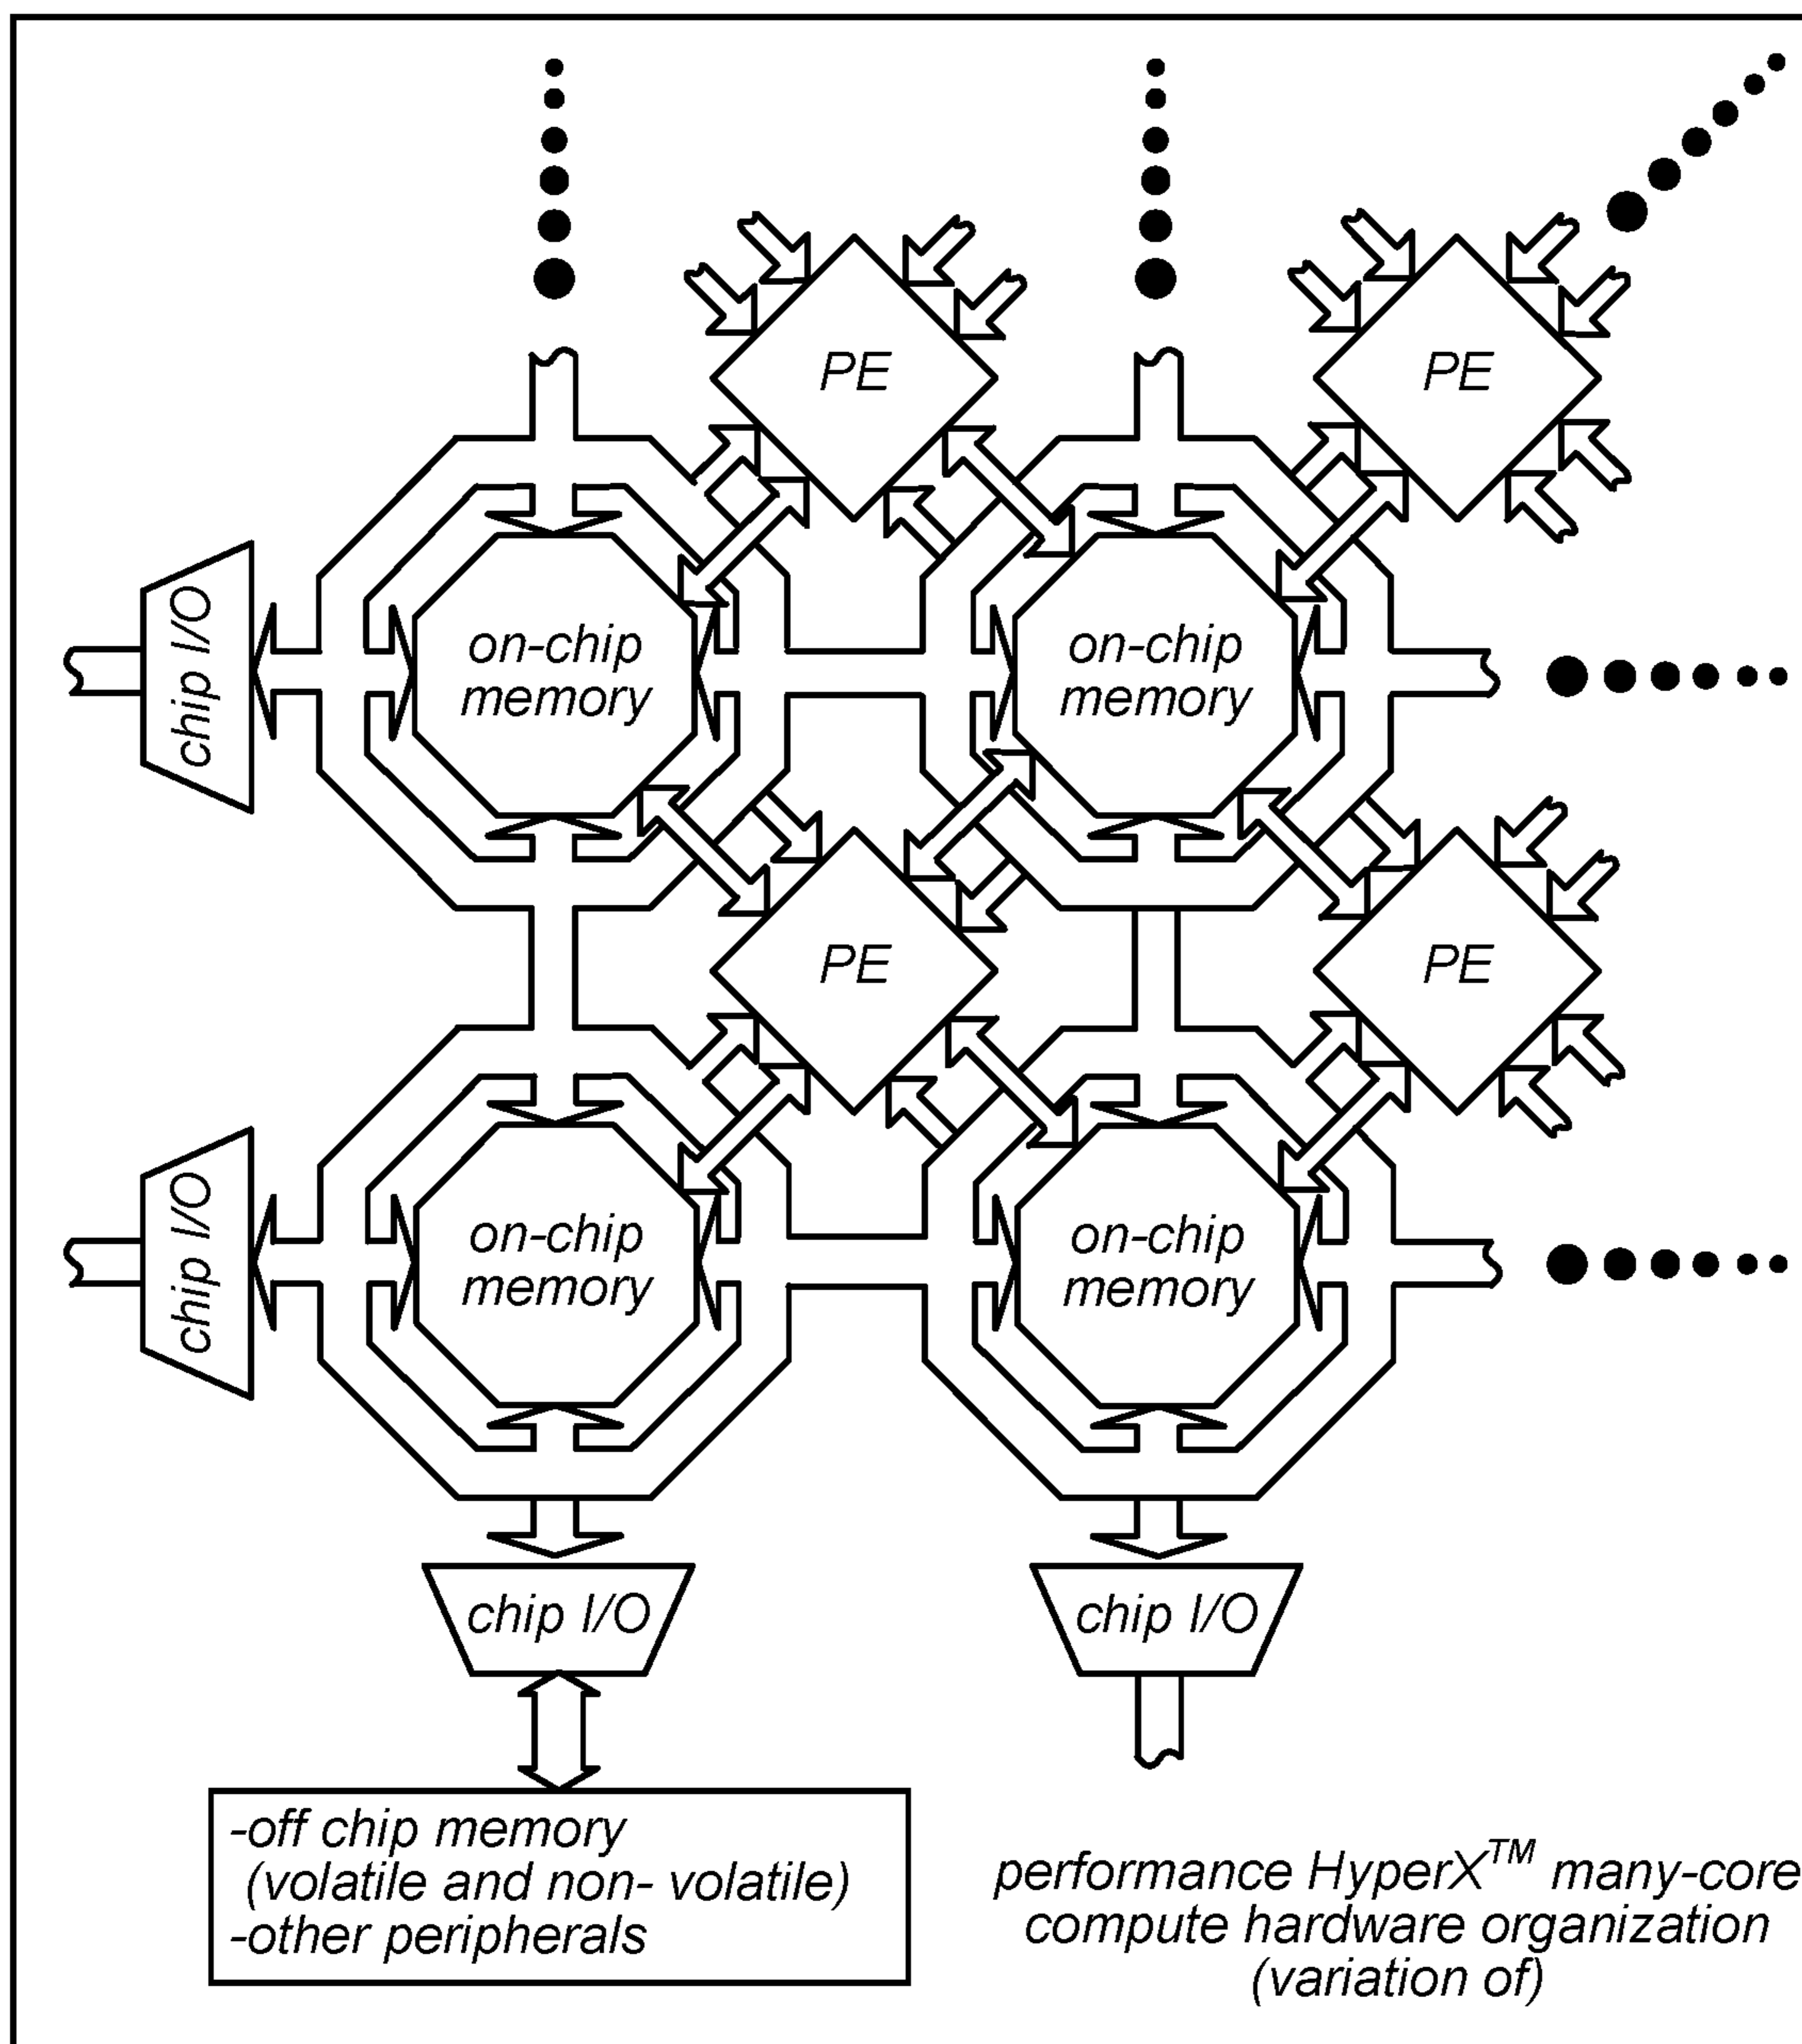 PE
PE
chip I/O
on-chip
memory
on-chip
memory
PE
PE
chip I/O
on-chip
memory
on-chip
memory
chip I/O
chip I/O
-off chip memory
(volatile and non- volatile)
-other peripherals
performance HyperX™ many-core
compute hardware organization
(variation of)